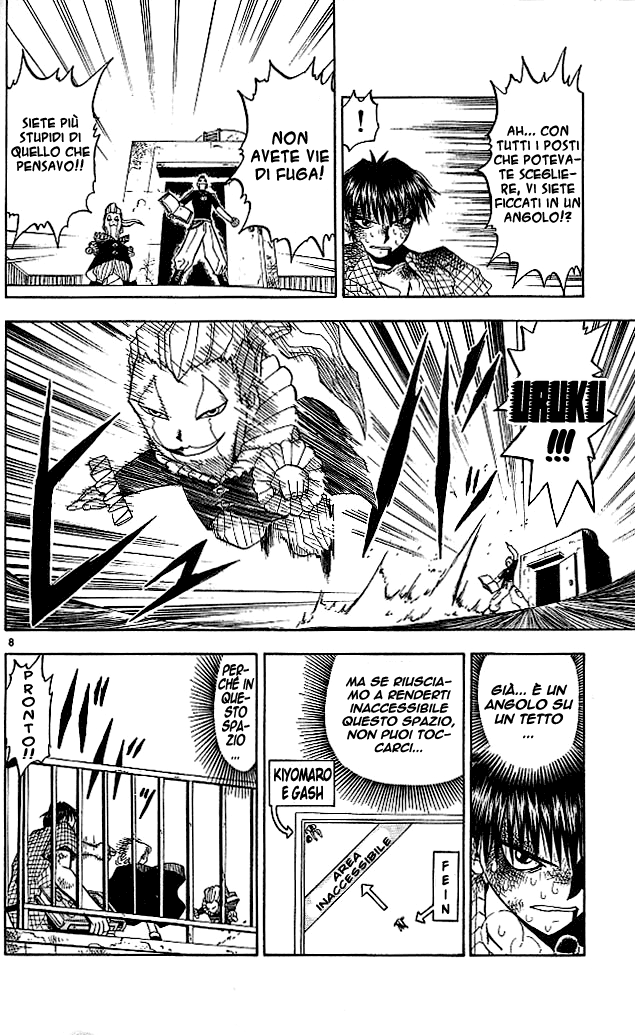 AH... CON
TUTTI I POSTI
CHE POTEVA-
TE SCEGLIE-
RE, VI SIETE
FICCATI IN UN
ANGOLO!?
!
NON
AVETE VIE
DI FUGA!
SIETE PIÙ
STUPIDI DI
QUELLO CHE
PENSAVO!!
URUKU
!!!
8
GIÀ... È UN
ANGOLO SU
UN TETTO
...
MA SE RIUSCIA-
MO A RENDERTI
INACCESSIBILE
QUESTO SPAZIO,
NON PUOI TOC-
CARCI...
KIYOMARO
E GASH
AREA
INACCESSIBILE
FEIN
PER-
CHÉ IN
QUE-
STO
SPA-
ZIO
...
PRONTO!!